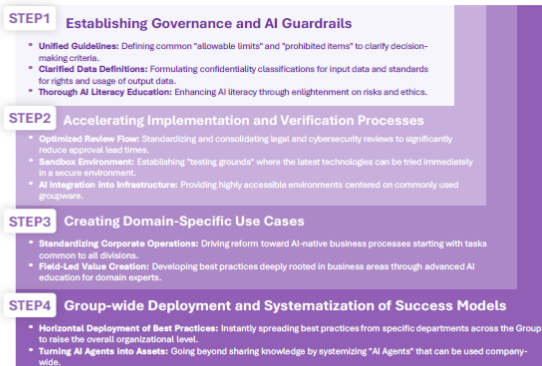 STEP1
Establishing Governance and AI Guardrails
• Unified Guidelines: Defining common "allowable limits" and "prohibited items" to clarify decision-
making criteria.
• Clarified Data Definitions: Formulating confidentiality classifications for input data and standards
for rights and usage of output data.
• Thorough AI Literacy Education: Enhancing AI literacy through enlightenment on risks and ethics.
STEP2
Accelerating Implementation and Verification Processes
• Optimized Review Flow: Standardizing and consolidating legal and cybersecurity reviews to significantly
reduce approval lead times.
• Sandbox Environment: Establishing "testing grounds" where the latest technologies can be tried immediately
in a secure environment.
• AI Integration into Infrastructure: Providing highly accessible environments centered on commonly used
groupware.
STEP3
Creating Domain-Specific Use Cases
• Standardizing Corporate Operations: Driving reform toward AI-native business processes starting with tasks
common to all divisions.
• Field-Led Value Creation: Developing best practices deeply rooted in business areas through advanced AI
education for domain experts.
STEP4
Group-wide Deployment and Systematization of Success Models
• Horizontal Deployment of Best Practices: Instantly spreading best practices from specific departments across the Group
to raise the overall organizational level.
• Turning AI Agents into Assets: Going beyond sharing knowledge by systemizing "AI Agents" that can be used company-
wide.